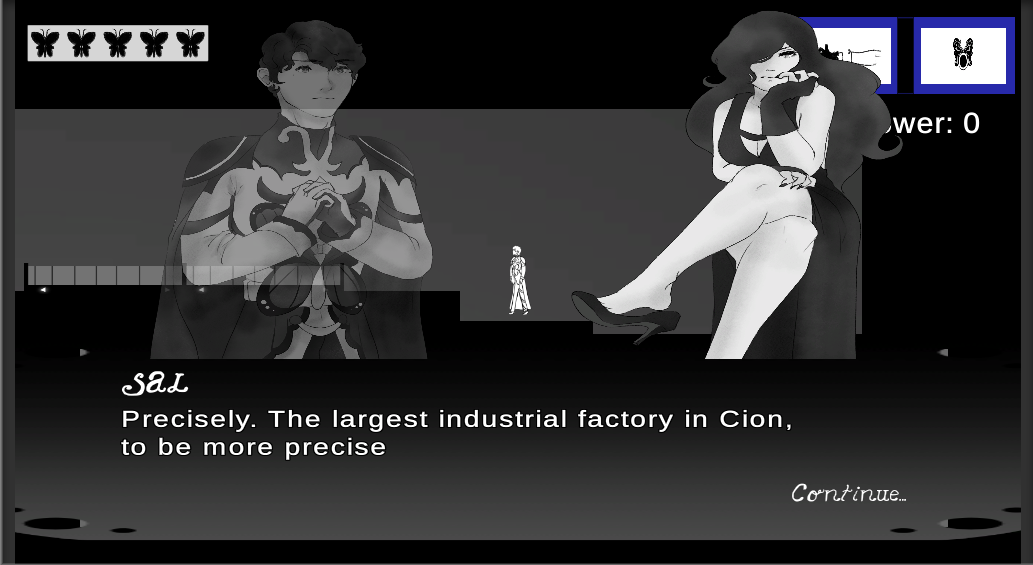 ower: 0
SAL
Precisely. The largest industrial factory in Cion,
to be more precise
Continue...